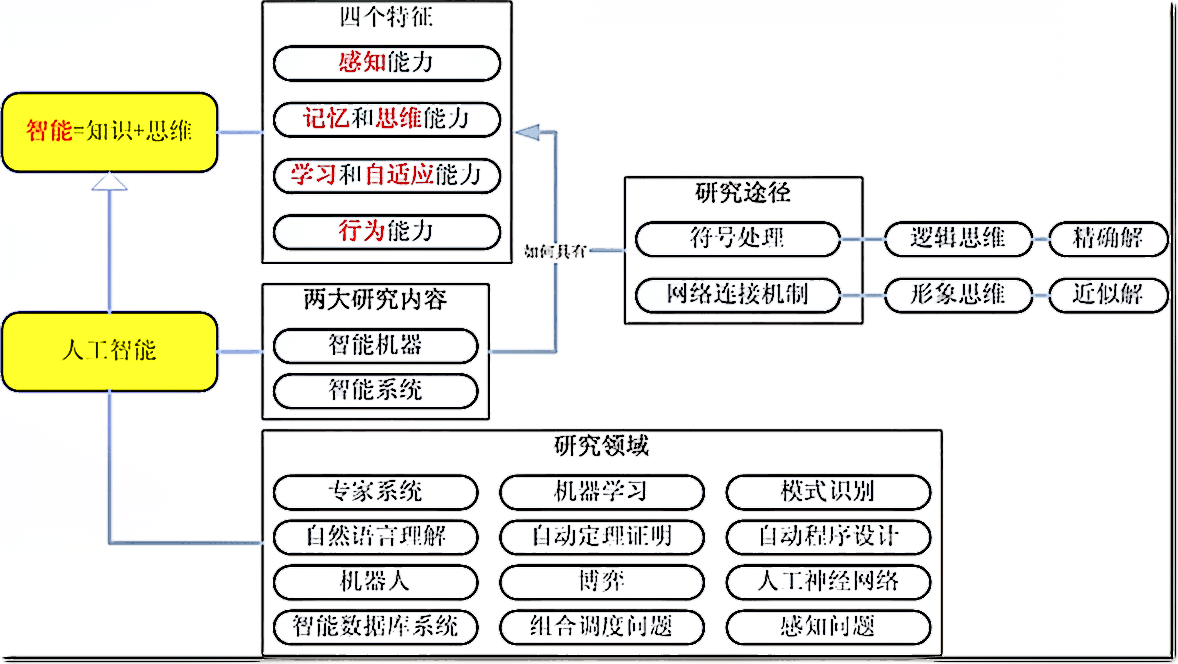 四个特征
感知能力
记忆和思维能力
学习和自适应能力
行为能力
智能=知识+思维
人工智能
两大研究内容
智能机器
智能系统
如何具有
研究途径
符号处理
逻辑思维
精确解
网络连接机制
形象思维
近似解
研究领域
专家系统
机器学习
模式识别
自然语言理解
自动定理证明
自动程序设计
机器人
博弈
人工神经网络
智能数据库系统
组合调度问题
感知问题